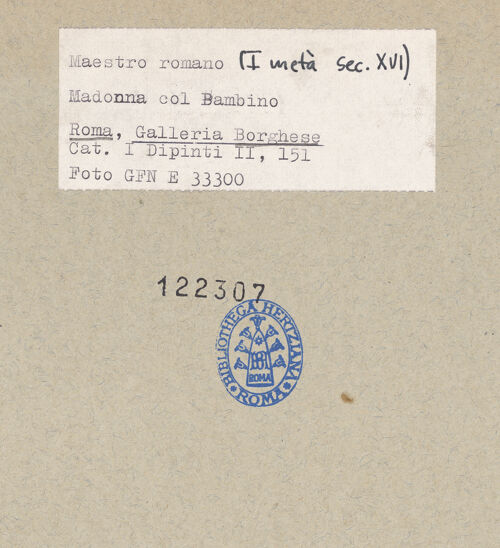 Maestro romano (I metà sec. XVI)
Madonna col Bambino
Roma, Galleria Borghese
Cat. I Dipinti II, 151
Foto GFN E 33300
122307
BIBLIOTHECA HERTZIANA
ROMA
ROMA